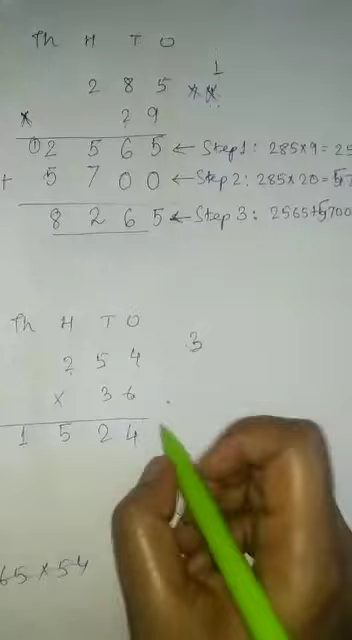 Th H T O
1
2 8 5
× 2 9
1 2 5 6 5 ← Step 1: 285×9 = 25
+ 5 7 0 0 ← Step 2: 285×20 = 57
8 2 6 5 ← Step 3: 2565+5700
Th H T O
2 5 4 3
× 3 6
1 5 2 4
65 × 54